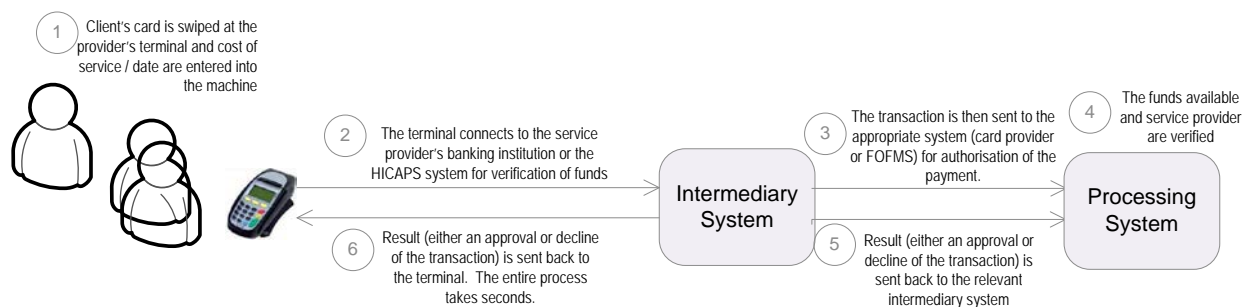 1
Client's card is swiped at the
provider's terminal and cost of
service / date are entered into
the machine
2
The terminal connects to the service
provider's banking institution or the
HICAPS system for verification of funds
3
The transaction is then sent to the
appropriate system (card provider
or FOFMS) for authorisation of the
payment.
4
The funds available
and service provider
are verified
Intermediary
System
Processing
System
5
Result (either an approval or
decline of the transaction) is
sent back to the relevant
intermediary system
6
Result (either an approval or decline
of the transaction) is sent back to
the terminal.  The entire process
takes seconds.